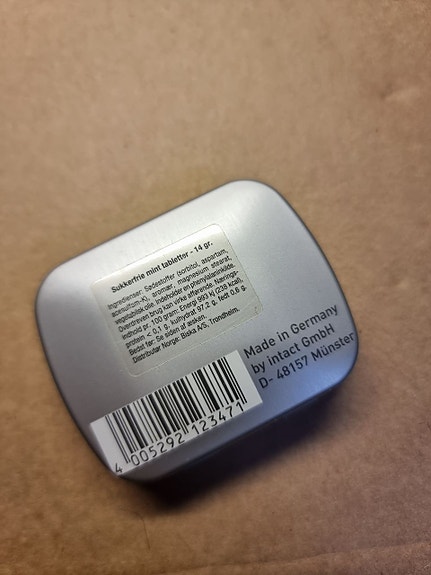 Sukkerfrie mint tabletter - 14 gr.
Ingredienser: Sødestoffer (sorbitol, aspartam,
acesulfam-K), aromær, magnesium stearat,
vegetabilsk olie. Indeholder en phenylalaninkilde.
Overdreven brug kan virke afførende. Nærings-
indhold pr. 100 gram: Energi 993 kj (238 kcal),
protein < 0,1 g, kulhydrat 97,2 g, fedt 0,6 g.
Bedst før: Se siden af æsken.
Distributør Norge: Biska A/S, Trondheim.
Made in Germany
by intact GmbH
D- 48157 Münster
4 005292 123471